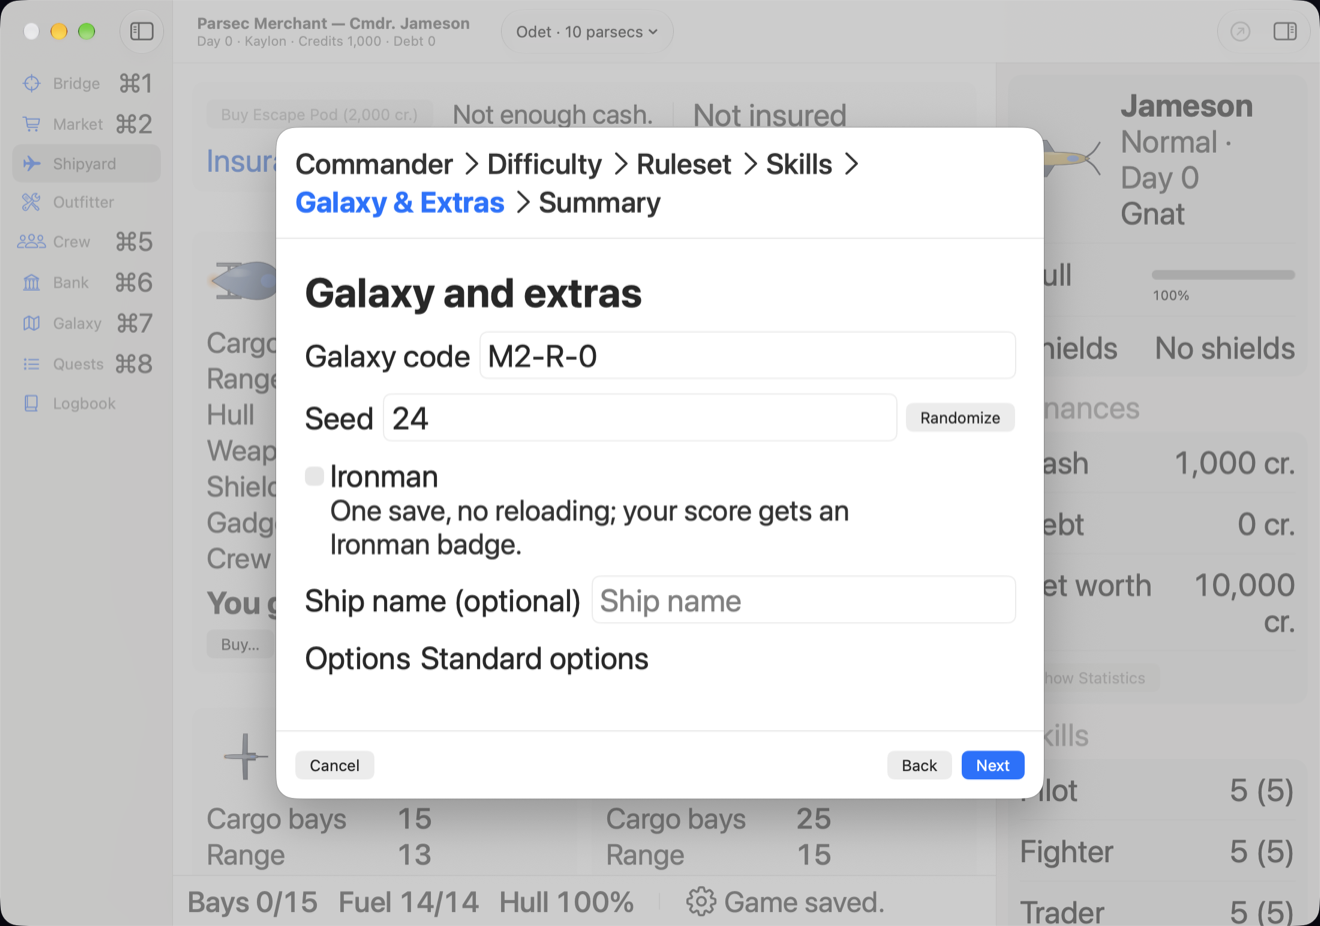 Parsec Merchant — Cmdr. Jameson
Day 0 · Kaylon · Credits 1,000 · Debt 0
Odet · 10 parsecs
Bridge ⌘1
Market ⌘2
Shipyard
Outfitter
Crew ⌘5
Bank ⌘6
Galaxy ⌘7
Quests ⌘8
Logbook
Buy Escape Pod (2,000 cr.)
Not enough cash.
Not insured
Commander > Difficulty > Ruleset > Skills >
Galaxy & Extras > Summary
Galaxy and extras
Galaxy code M2-R-0
Seed 24 Randomize
Ironman
One save, no reloading; your score gets an
Ironman badge.
Ship name (optional) Ship name
Options Standard options
Cancel Back Next
Hull
Crew
Buy...
Cargo bays 15
Range 13
Cargo bays 25
Range 15
Bays 0/15 Fuel 14/14 Hull 100% Game saved.
Jameson
Normal ·
Day 0
Gnat
100%
No shields
1,000 cr.
0 cr.
10,000
cr.
5 (5)
Fighter 5 (5)
Trader 5 (5)